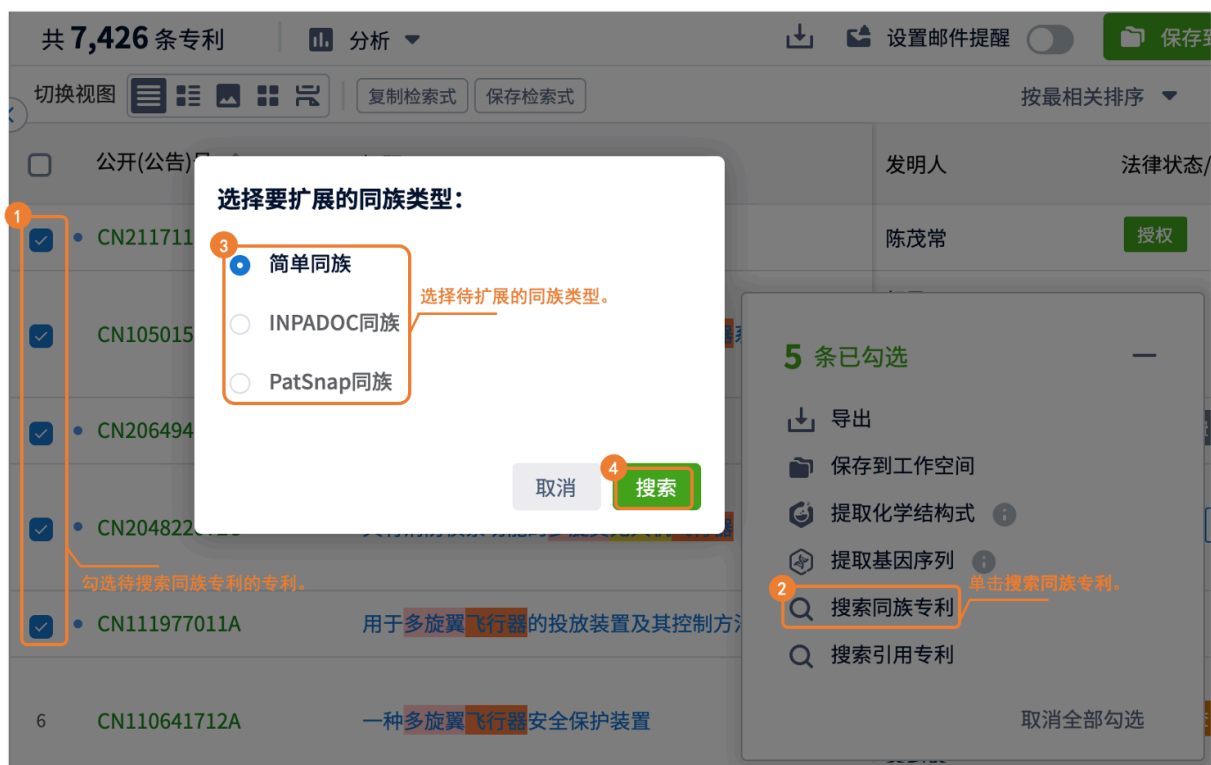 共 7,426 条专利
分析
设置邮件提醒
保存到
切换视图
复制检索式
保存检索式
按最相关排序
公开(公告)号
发明人
法律状态/
选择要扩展的同族类型：
1
CN211711
3
简单同族
陈茂常
授权
选择待扩展的同族类型。
INPADOC同族
CN105015
5 条已勾选
PatSnap同族
导出
CN206494
保存到工作空间
4
取消
搜索
提取化学结构式
CN204822
提取基因序列
勾选待搜索同族专利的专利。
2
单击搜索同族专利。
搜索同族专利
CN111977011A
用于多旋翼飞行器的投放装置及其控制方
搜索引用专利
6
CN110641712A
一种多旋翼飞行器安全保护装置
取消全部勾选